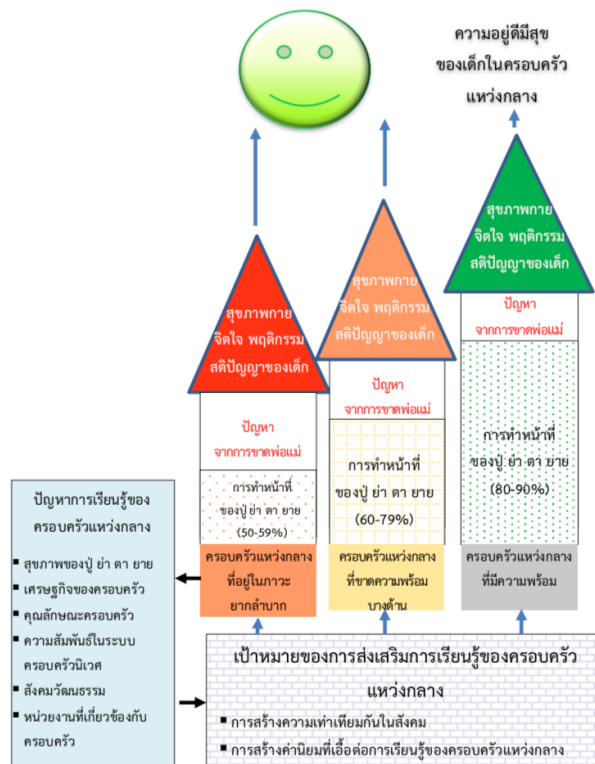 ความอยู่ดีมีสุข
ของเด็กในครอบครัว
แหว่งกลาง
สุขภาพกาย
จิตใจ พฤติกรรม
สติปัญญาของเด็ก
สุขภาพกาย
จิตใจ พฤติกรรม
สติปัญญาของเด็ก
สุขภาพกาย
จิตใจ พฤติกรรม
สติปัญญาของเด็ก
ปัญหา
จากการขาดพ่อแม่
ปัญหา
จากการขาดพ่อแม่
ปัญหา
จากการขาดพ่อแม่
การทำหน้าที่
ของปู่ ย่า ตา ยาย
(50-59%)
การทำหน้าที่
ของปู่ ย่า ตา ยาย
(60-79%)
การทำหน้าที่
ของปู่ ย่า ตา ยาย
(80-90%)
ครอบครัวแหว่งกลาง
ที่อยู่ในภาวะ
ยากลำบาก
ครอบครัวแหว่งกลาง
ที่ขาดความพร้อม
บางด้าน
ครอบครัวแหว่งกลาง
ที่มีความพร้อม
ปัญหาการเรียนรู้ของ
ครอบครัวแหว่งกลาง
▪ สุขภาพของปู่ ย่า ตา ยาย
▪ เศรษฐกิจของครอบครัว
▪ คุณลักษณะครอบครัว
▪ ความสัมพันธ์ในระบบ
ครอบครัวนิเวศ
▪ สังคมวัฒนธรรม
▪ หน่วยงานที่เกี่ยวข้องกับ
ครอบครัว
เป้าหมายของการส่งเสริมการเรียนรู้ของครอบครัว
แหว่งกลาง
▪ การสร้างความเท่าเทียมกันในสังคม
▪ การสร้างค่านิยมที่เอื้อต่อการเรียนรู้ของครอบครัวแหว่งกลาง